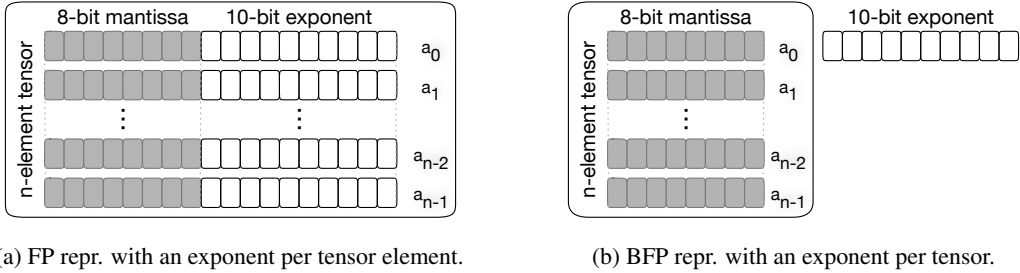 8-bit mantissa 10-bit exponent
n-element tensor
a0
a1
⋮ ⋮
an-2
an-1
(a) FP repr. with an exponent per tensor element.
8-bit mantissa 10-bit exponent
n-element tensor
a0
a1
⋮
an-2
an-1
(b) BFP repr. with an exponent per tensor.